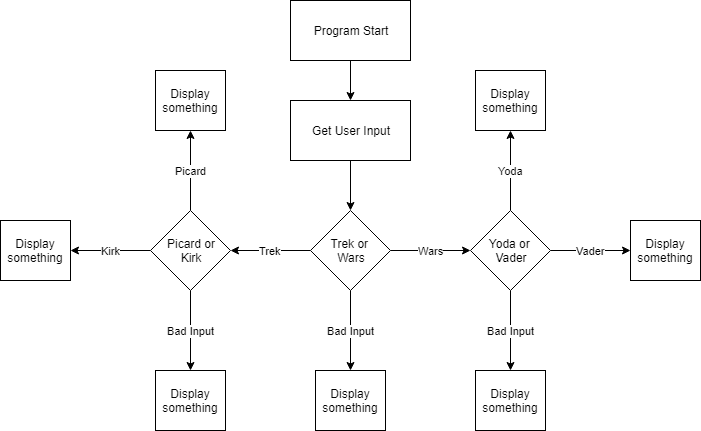 Program Start
Display
something
Display
something
Get User Input
Picard
Yoda
Display
something
Kirk
Picard or
Kirk
Trek
Trek or
Wars
Wars
Yoda or
Vader
Vader
Display
something
Bad Input
Bad Input
Bad Input
Display
something
Display
something
Display
something